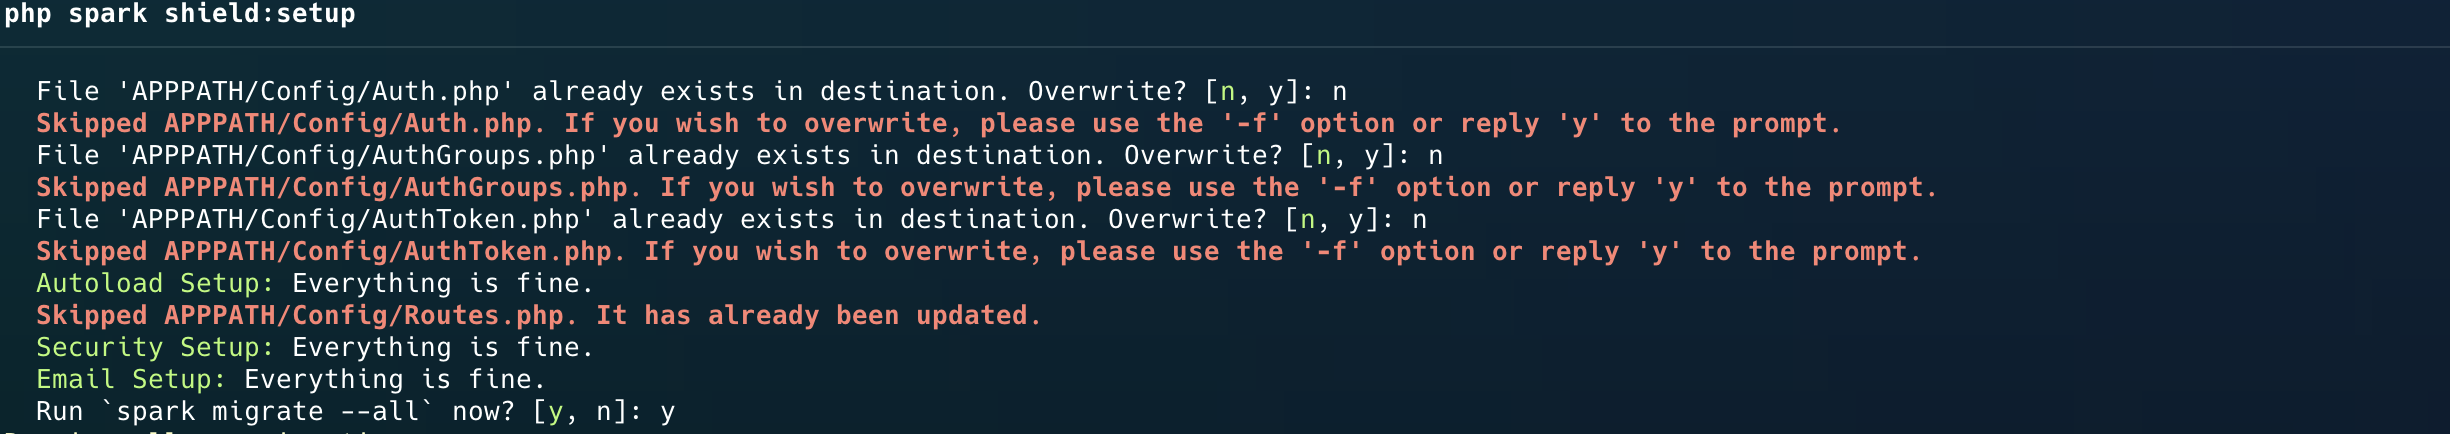 php spark shield:setup
File 'APPPATH/Config/Auth.php' already exists in destination. Overwrite? [n, y]: n
Skipped APPPATH/Config/Auth.php. If you wish to overwrite, please use the '-f' option or reply 'y' to the prompt.
File 'APPPATH/Config/AuthGroups.php' already exists in destination. Overwrite? [n, y]: n
Skipped APPPATH/Config/AuthGroups.php. If you wish to overwrite, please use the '-f' option or reply 'y' to the prompt.
File 'APPPATH/Config/AuthToken.php' already exists in destination. Overwrite? [n, y]: n
Skipped APPPATH/Config/AuthToken.php. If you wish to overwrite, please use the '-f' option or reply 'y' to the prompt.
Autoload Setup: Everything is fine.
Skipped APPPATH/Config/Routes.php. It has already been updated.
Security Setup: Everything is fine.
Email Setup: Everything is fine.
Run `spark migrate --all` now? [y, n]: y